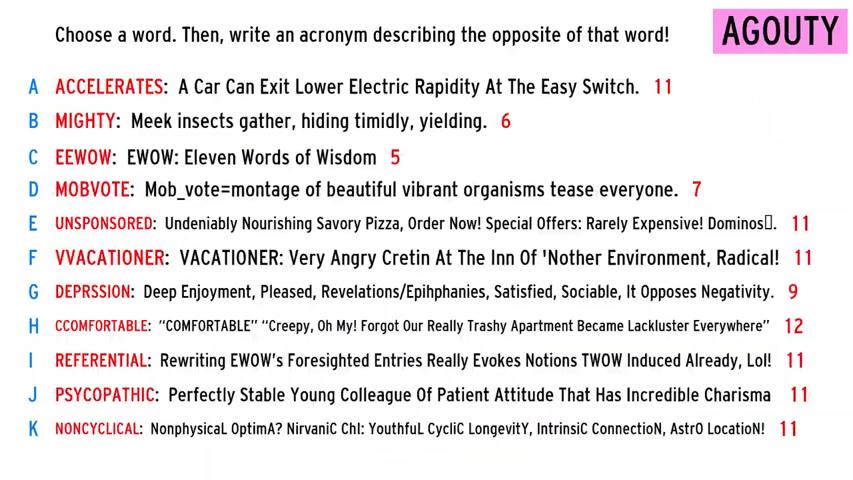 Choose a word. Then, write an acronym describing the opposite of that word!
AGOUTY
A ACCELERATES: A Car Can Exit Lower Electric Rapidity At The Easy Switch. 11
B MIGHTY: Meek insects gather, hiding timidly, yielding. 6
C EEWOW: EWOW: Eleven Words of Wisdom 5
D MOBVOTE: Mob_vote=montage of beautiful vibrant organisms tease everyone. 7
E UNSPONSORED: Undeniably Nourishing Savory Pizza, Order Now! Special Offers: Rarely Expensive! Dominos▯. 11
F VVACATIONER: VACATIONER: Very Angry Cretin At The Inn Of 'Nother Environment, Radical! 11
G DEPRSSION: Deep Enjoyment, Pleased, Revelations/Epihphanies, Satisfied, Sociable, It Opposes Negativity. 9
H CCOMFORTABLE: "COMFORTABLE" "Creepy, Oh My! Forgot Our Really Trashy Apartment Became Lackluster Everywhere" 12
I REFERENTIAL: Rewriting EWOW's Foresighted Entries Really Evokes Notions TWOW Induced Already, Lol! 11
J PSYCOPATHIC: Perfectly Stable Young Colleague Of Patient Attitude That Has Incredible Charisma 11
K NONCYCLICAL: NonphysicaL OptimA? NirvaniC ChI: YouthfuL CycliC LongevitY, IntrinsiC ConnectioN, AstrO LocatioN! 11